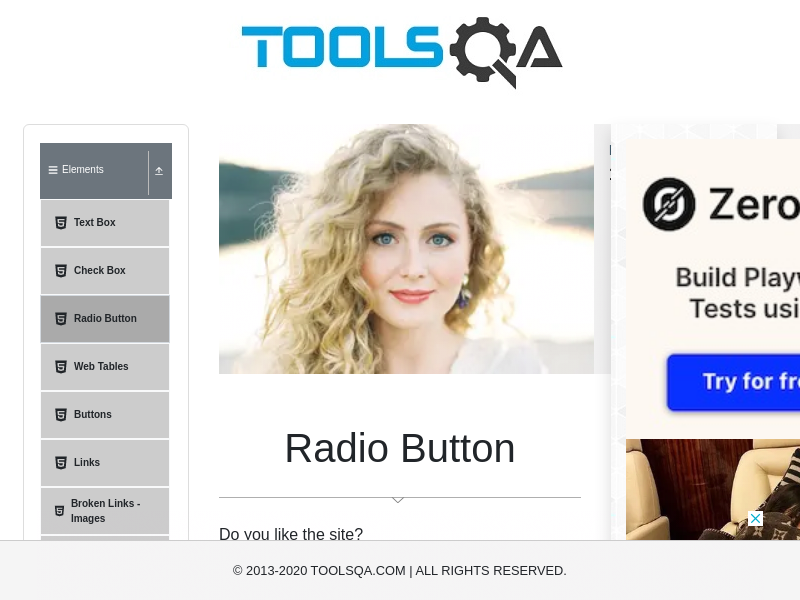 TOOLSQA
Elements
Text Box
Check Box
Radio Button
Web Tables
Buttons
Links
Broken Links -
Images
Radio Button
Do you like the site?
Zero
Build Play
Tests usi
Try for fr
© 2013-2020 TOOLSQA.COM | ALL RIGHTS RESERVED.